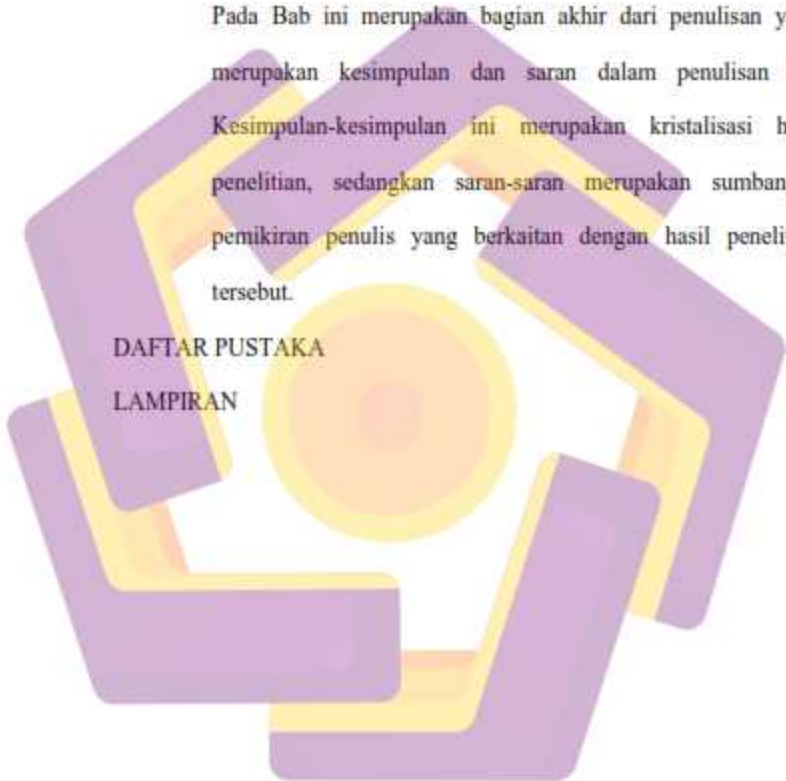 Pada Bab ini merupakan bagian akhir dari penulisan
merupakan kesimpulan dan saran dalam penulisan
Kesimpulan-kesimpulan ini merupakan kristalisasi
penelitian, sedangkan saran-saran merupakan
pemikiran penulis yang berkaitan dengan hasil
tersebut.
DAFTAR PUSTAKA
LAMPIRAN